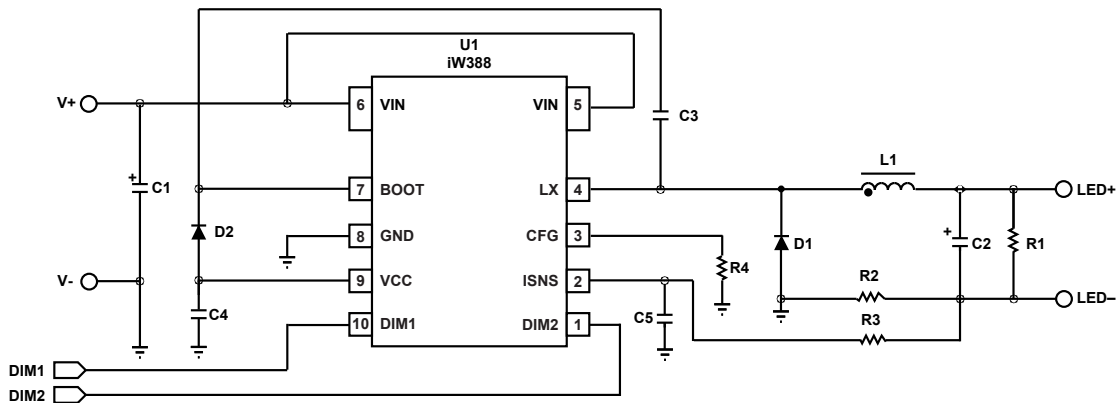 U1
iW388
V+
6
VIN
VIN
5
C3
+
C1
L1
7
BOOT
LX
4
LED+
D2
8
GND
CFG
3
D1
+
C2
R1
R4
V-
9
VCC
ISNS
2
R2
LED–
C4
C5
R3
10
DIM1
DIM2
1
DIM1
DIM2